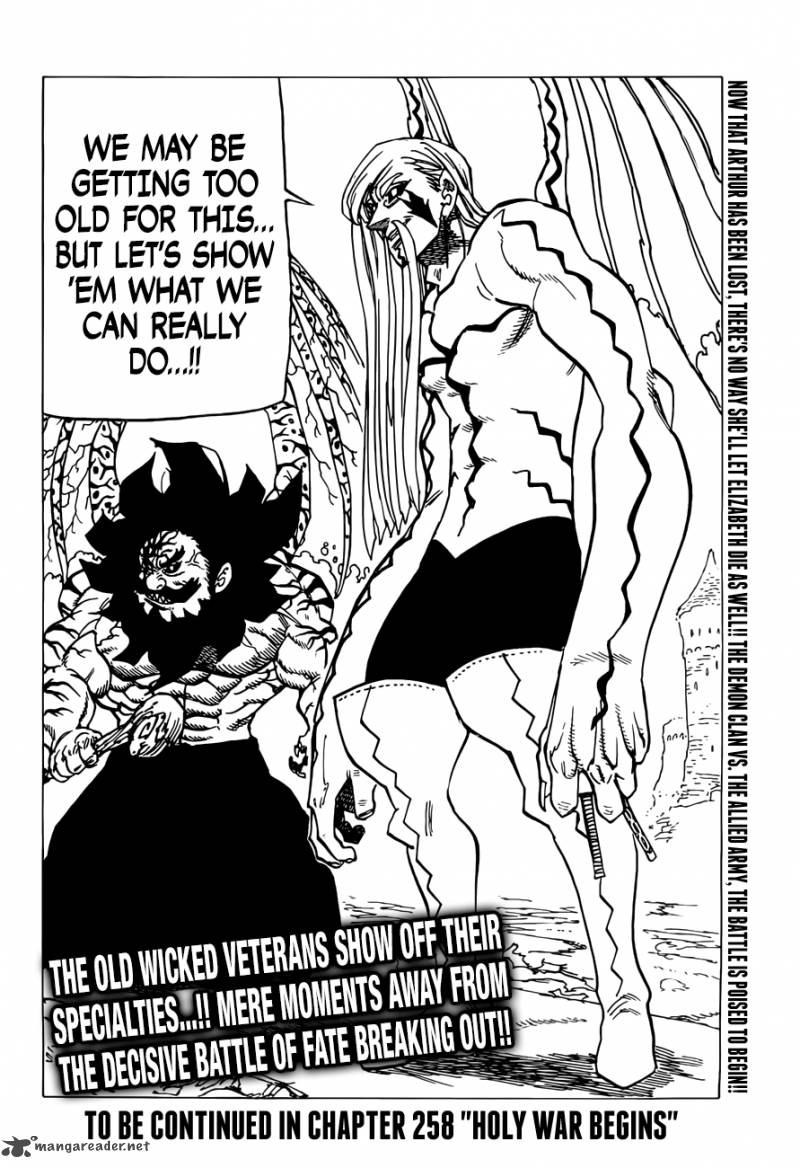 WE MAY BE
GETTING TOO
OLD FOR THIS...
BUT LET'S SHOW
'EM WHAT WE
CAN REALLY
DO...!!
NOW THAT ARTHUR HAS BEEN LOST, THERE'S NO WAY SHE'LL LET ELIZABETH DIE AS WELL!! THE DEMON CLAN VS. THE ALLIED ARMY, THE BATTLE IS POISED TO BEGIN!!
THE OLD WICKED VETERANS SHOW OFF THEIR
SPECIALTIES...!! MERE MOMENTS AWAY FROM
THE DECISIVE BATTLE OF FATE BREAKING OUT!!
TO BE CONTINUED IN CHAPTER 258 "HOLY WAR BEGINS"
mangareader.net